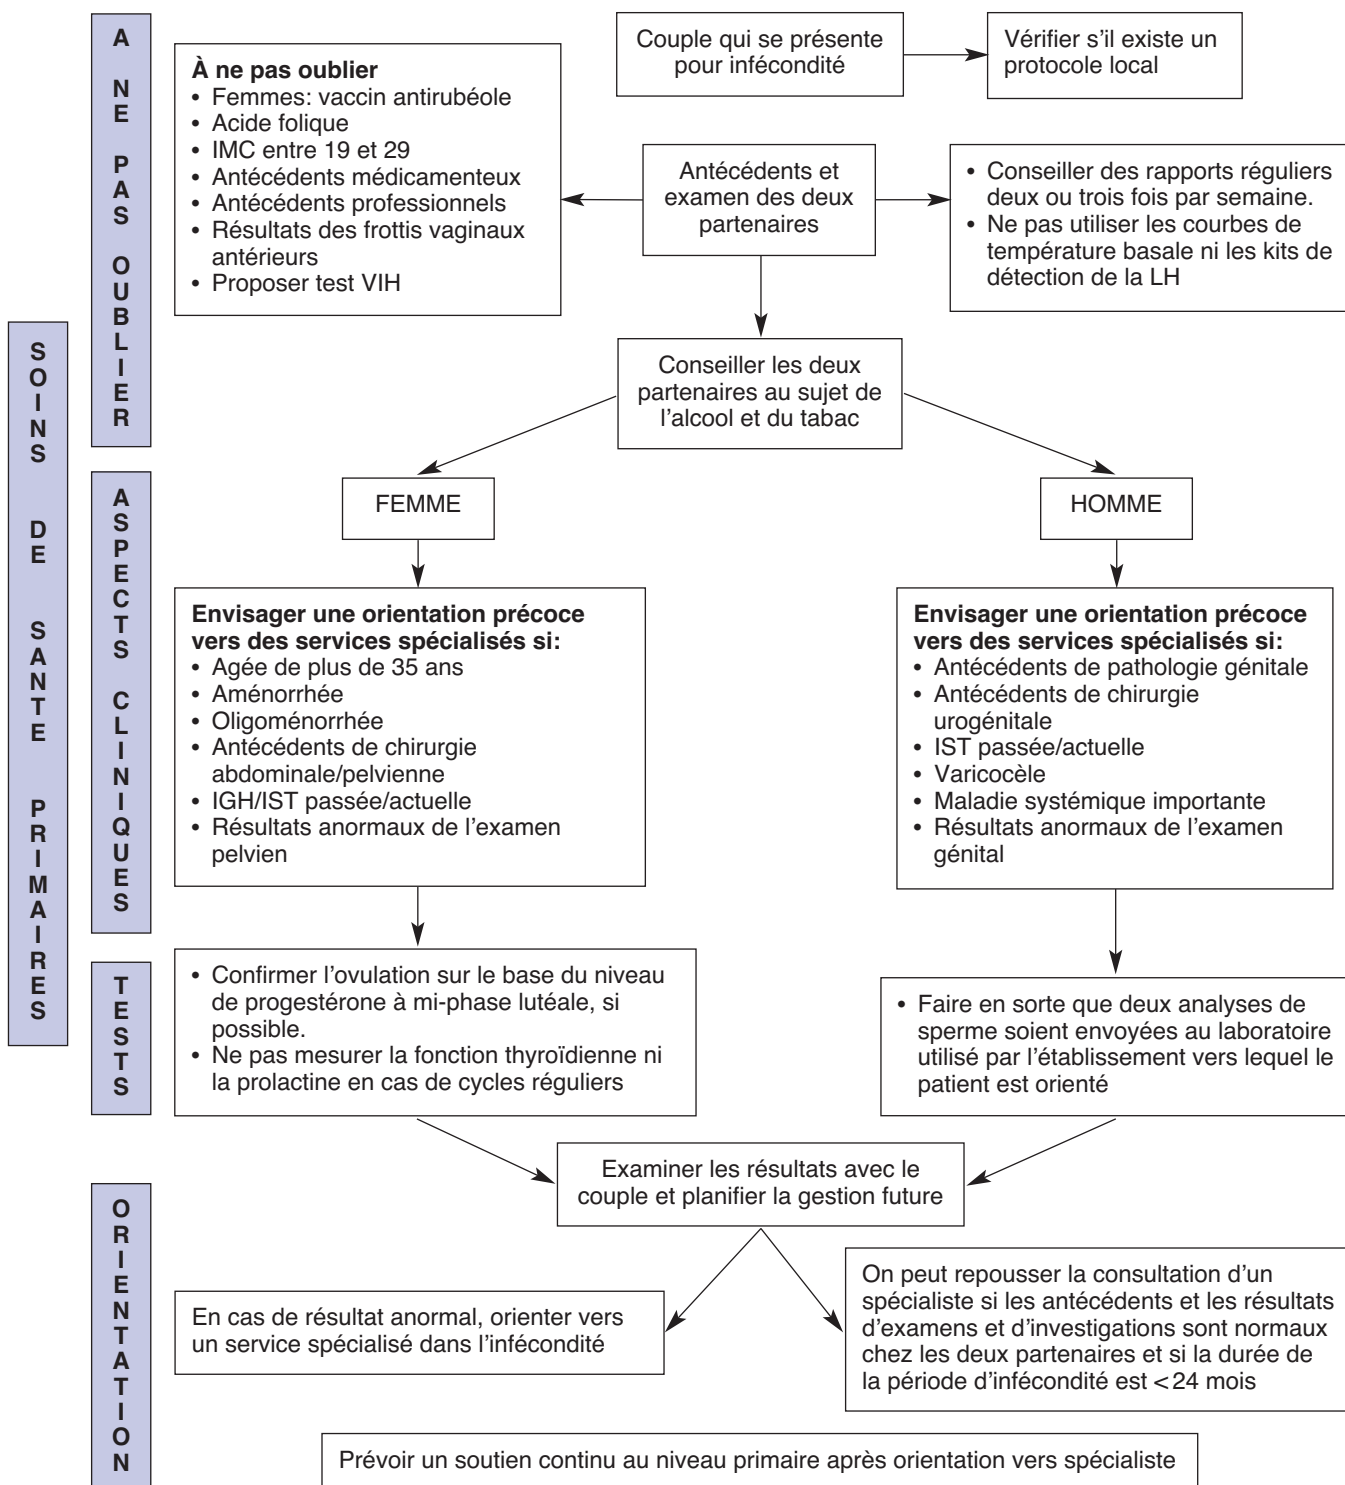 A NE PAS OUBLIER
Couple qui se présente
pour infécondité
Vérifier s'il existe un
protocole local
À ne pas oublier
• Femmes: vaccin antirubéole
• Acide folique
• IMC entre 19 et 29
• Antécédents médicamenteux
• Antécédents professionnels
• Résultats des frottis vaginaux
antérieurs
• Proposer test VIH
Antécédents et
examen des deux
partenaires
• Conseiller des rapports réguliers
deux ou trois fois par semaine.
• Ne pas utiliser les courbes de
température basale ni les kits de
détection de la LH
SOINS DE SANTE PRIMAIRES
Conseiller les deux
partenaires au sujet de
l'alcool et du tabac
ASPECTS CLINIQUES
FEMME
HOMME
Envisager une orientation précoce
vers des services spécialisés si:
• Agée de plus de 35 ans
• Aménorrhée
• Oligoménorrhée
• Antécédents de chirurgie
abdominale/pelvienne
• IGH/IST passée/actuelle
• Résultats anormaux de l'examen
pelvien
Envisager une orientation précoce
vers des services spécialisés si:
• Antécédents de pathologie génitale
• Antécédents de chirurgie
urogénitale
• IST passée/actuelle
• Varicocèle
• Maladie systémique importante
• Résultats anormaux de l'examen
génital
TESTS
• Confirmer l'ovulation sur le base du niveau
de progestérone à mi-phase lutéale, si
possible.
• Ne pas mesurer la fonction thyroïdienne ni
la prolactine en cas de cycles réguliers
• Faire en sorte que deux analyses de
sperme soient envoyées au laboratoire
utilisé par l'établissement vers lequel le
patient est orienté
Examiner les résultats avec le
couple et planifier la gestion future
ORIENTATION
En cas de résultat anormal, orienter vers
un service spécialisé dans l'infécondité
On peut repousser la consultation d'un
spécialiste si les antécédents et les résultats
d'examens et d'investigations sont normaux
chez les deux partenaires et si la durée de
la période d'infécondité est <24 mois
Prévoir un soutien continu au niveau primaire après orientation vers spécialiste